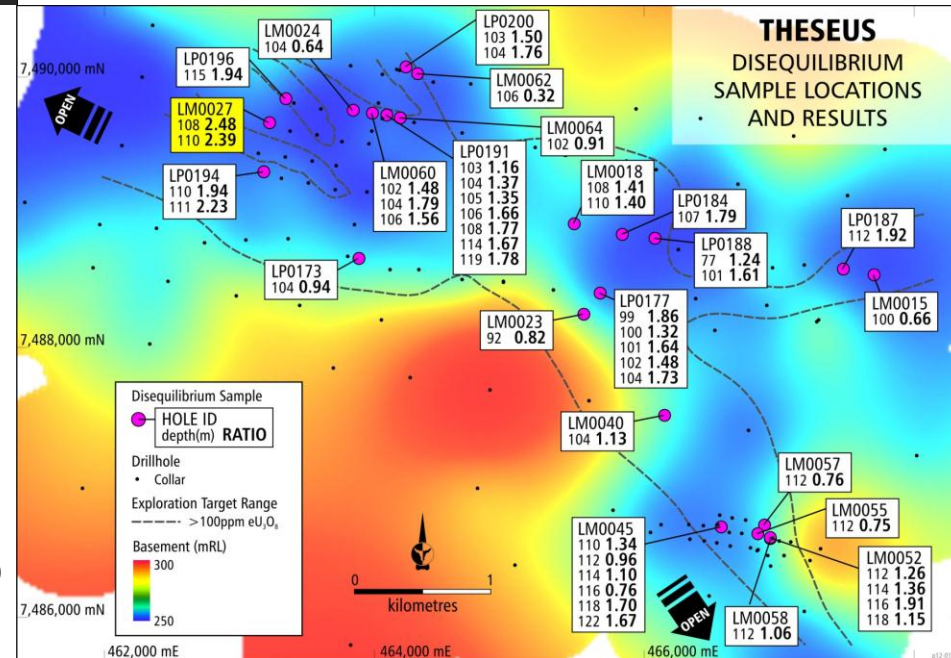 THESEUS
DISEQUILIBRIUM
SAMPLE LOCATIONS
AND RESULTS
7,490,000 mN
7,488,000 mN
7,486,000 mN
462,000 mE
464,000 mE
466,000 mE
OPEN
LP0196
115 1.94
LM0024
104 0.64
LP0200
103 1.50
104 1.76
LM0062
106 0.32
LM0027
108 2.48
110 2.39
LP0194
110 1.94
111 2.23
LM0060
102 1.48
104 1.79
106 1.56
LP0191
103 1.16
104 1.37
105 1.35
106 1.66
108 1.77
114 1.67
119 1.78
LM0064
102 0.91
LM0018
108 1.41
110 1.40
LP0184
107 1.79
LP0188
77 1.24
101 1.61
LP0187
112 1.92
LM0015
100 0.66
LP0173
104 0.94
LM0023
92 0.82
LP0177
99 1.86
100 1.32
101 1.64
102 1.48
104 1.73
LM0040
104 1.13
LM0057
112 0.76
LM0055
112 0.75
LM0045
110 1.34
112 0.96
114 1.10
116 0.76
118 1.70
122 1.67
LM0052
112 1.26
114 1.36
116 1.91
118 1.15
LM0058
112 1.06
OPEN
Disequilibrium Sample
HOLE ID
depth(m) RATIO
Drillhole
Collar
Exploration Target Range
>100ppm eU₃O₈
Basement (mRL)
300
250
0 1
kilometres